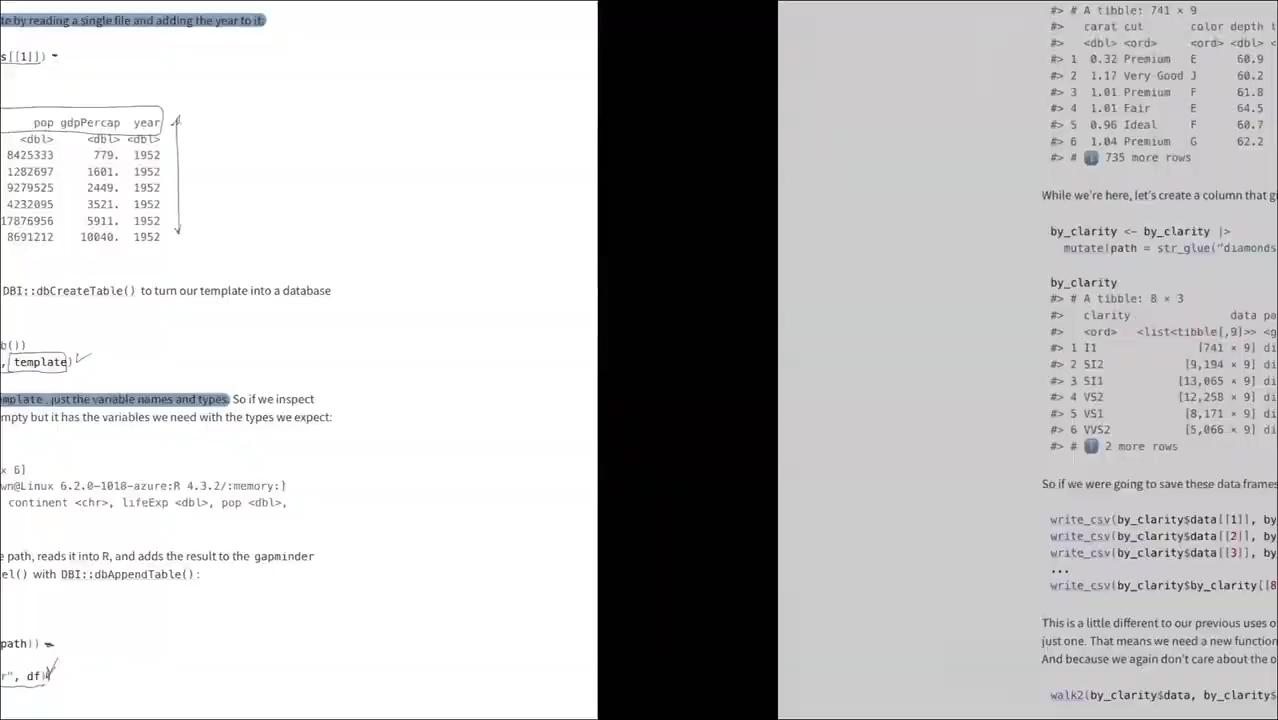 te by reading a single file and adding the year to it:
s[[1]])
pop gdpPercap year
<dbl> <dbl> <dbl>
8425333 779. 1952
1282697 1601. 1952
9279525 2449. 1952
4232095 3521. 1952
17876956 5911. 1952
8691212 10040. 1952
DBI::dbCreateTable() to turn our template into a database
b())
, template)
emplate, just the variable names and types. So if we inspect
mpty but it has the variables we need with the types we expect:
x 6]
wn@Linux 6.2.0-1018-azure:R 4.3.2/:memory:]
continent <chr>, lifeExp <dbl>, pop <dbl>,
e path, reads it into R, and adds the result to the gapminder
el() with DBI::dbAppendTable():
path))
r", df)
#> # A tibble: 741 × 9
#> carat cut color depth t
#> <dbl> <ord> <ord> <dbl> <
#> 1 0.32 Premium E 60.9
#> 2 1.17 Very Good J 60.2
#> 3 1.01 Premium F 61.8
#> 4 1.01 Fair E 64.5
#> 5 0.96 Ideal F 60.7
#> 6 1.04 Premium G 62.2
#> # ℹ 735 more rows
While we're here, let's create a column that g
by_clarity <- by_clarity |>
mutate(path = str_glue("diamonds
by_clarity
#> # A tibble: 8 × 3
#> clarity data pa
#> <ord> <list<tibble[,9]>> <g
#> 1 I1 [741 × 9] di
#> 2 SI2 [9,194 × 9] di
#> 3 SI1 [13,065 × 9] di
#> 4 VS2 [12,258 × 9] di
#> 5 VS1 [8,171 × 9] di
#> 6 VVS2 [5,066 × 9] di
#> # ℹ 2 more rows
So if we were going to save these data frames
write_csv(by_clarity$data[[1]], by
write_csv(by_clarity$data[[2]], by
write_csv(by_clarity$data[[3]], by
...
write_csv(by_clarity$by_clarity[[8
This is a little different to our previous uses o
just one. That means we need a new function
And because we again don't care about the o
walk2(by_clarity$data, by_clarity$